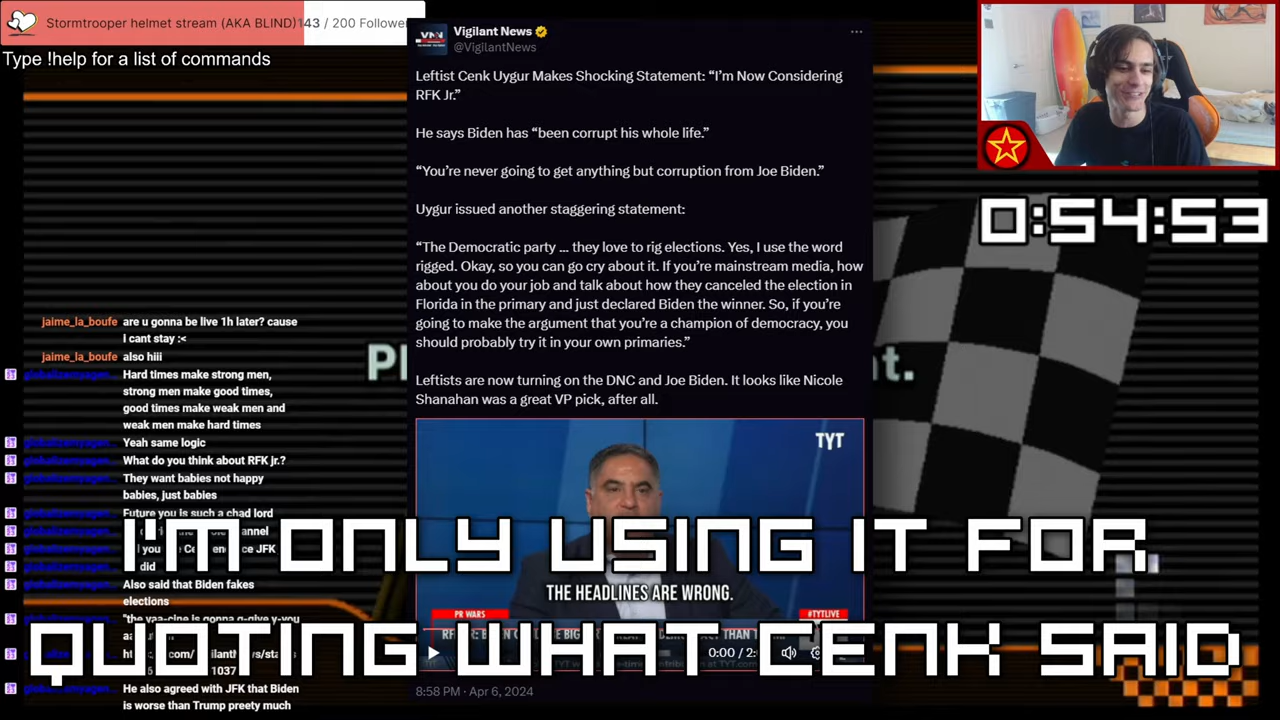 Stormtrooper helmet stream (AKA BLIND)143 / 200 Follower
Type !help for a list of commands
Vigilant News
@VigilantNews
Leftist Cenk Uygur Makes Shocking Statement: “I’m Now Considering
RFK Jr.”
He says Biden has “been corrupt his whole life.”
“You’re never going to get anything but corruption from Joe Biden.”
Uygur issued another staggering statement:
“The Democratic party ... they love to rig elections. Yes, I use the word
rigged. Okay, so you can go cry about it. If you’re mainstream media, how
about you do your job and talk about how they canceled the election in
Florida in the primary and just declared Biden the winner. So, if you’re
going to make the argument that you’re a champion of democracy, you
should probably try it in your own primaries.”
Leftists are now turning on the DNC and Joe Biden. It looks like Nicole
Shanahan was a great VP pick, after all.
TYT
THE HEADLINES ARE WRONG.
PR WARS
#TYTLIVE
0:00 / 2:
8:58 PM · Apr 6, 2024
0:54:53
jaime_la_boufe are u gonna be live 1h later? cause
I cant stay :<
jaime_la_boufe also hiii
Hard times make strong men,
strong men make good times,
good times make weak men and
weak men make hard times
Yeah same logic
What do you think about RFK jr.?
They want babies not happy
babies, just babies
Future you is such a chad lord
did
Also said that Biden fakes
elections
He also agreed with JFK that Biden
is worse than Trump preety much
I'M ONLY USING IT FOR
QUOTING WHAT CENK SAID